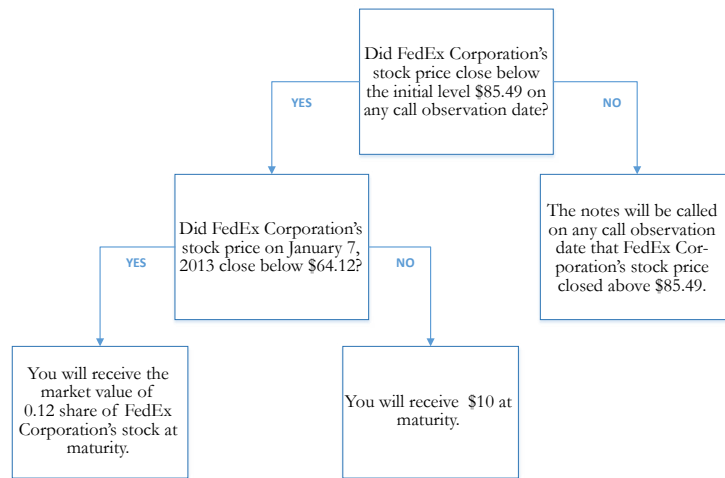 Did FedEx Corporation's
stock price close below
the initial level $85.49 on
any call observation date?
YES
NO
Did FedEx Corporation's
stock price on January 7,
2013 close below $64.12?
The notes will be called
on any call observation
date that FedEx Cor-
poration's stock price
closed above $85.49.
YES
NO
You will receive the
market value of
0.12 share of FedEx
Corporation's stock at
maturity.
You will receive $10 at
maturity.